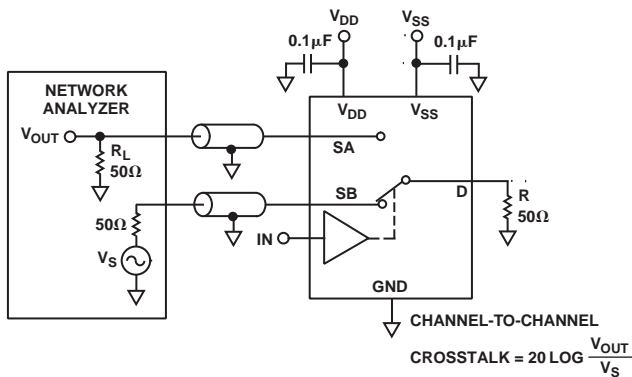 VDD
VSS
0.1µF
0.1µF
NETWORK
ANALYZER
VDD
VSS
VOUT
RL
50Ω
SA
SB
D
R
50Ω
50Ω
VS
IN
GND
CHANNEL-TO-CHANNEL
CROSSTALK = 20 LOG VOUT
VS